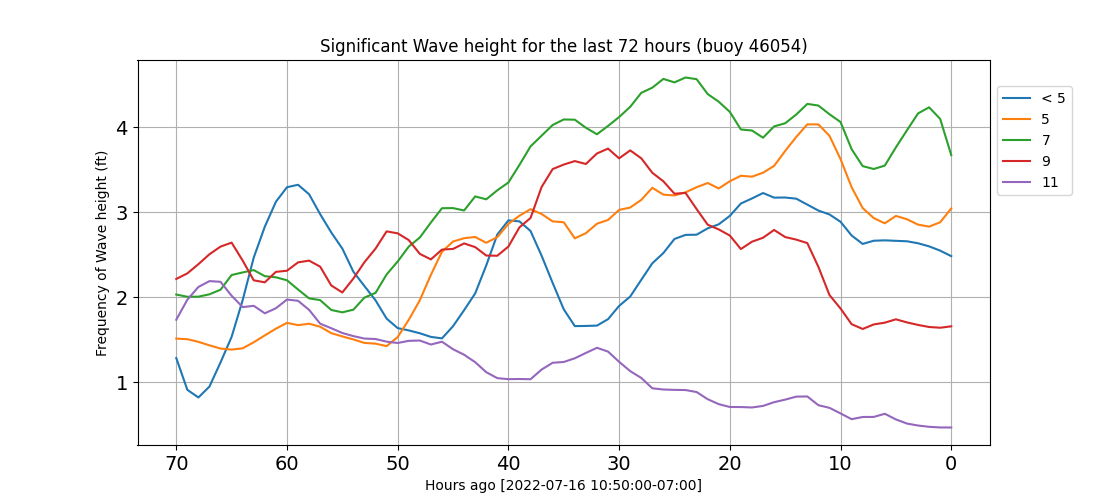 Significant Wave height for the last 72 hours (buoy 46054)
Frequency of Wave height (ft)
4
3
2
1
70 60 50 40 30 20 10 0
Hours ago [2022-07-16 10:50:00-07:00]
< 5
5
7
9
11